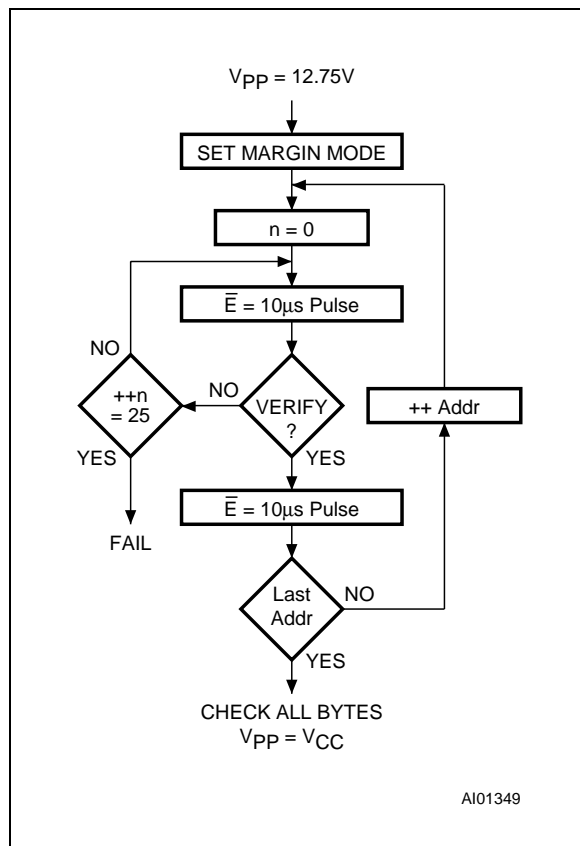 VPP = 12.75V
SET MARGIN MODE
n = 0
E̅ = 10µs Pulse
NO
++n
= 25
NO
VERIFY
?
++ Addr
YES
YES
E̅ = 10µs Pulse
FAIL
Last
Addr
NO
YES
CHECK ALL BYTES
VPP = VCC
AI01349